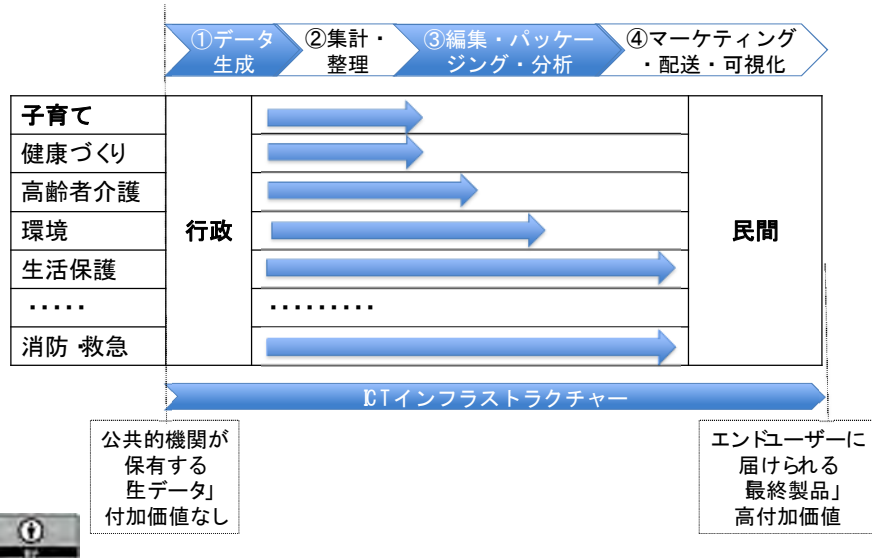 ①データ
生成
②集計・
整理
③編集・パッケー
ジング・分析
④マーケティング
・配送・可視化
子育て
健康づくり
高齢者介護
環境
行政
民間
生活保護
・・・・・
・・・・・・・・・
消防・救急
ICTインフラストラクチャー
公共的機関が
保有する
「生データ」
付加価値なし
エンドユーザーに
届けられる
「最終製品」
高付加価値